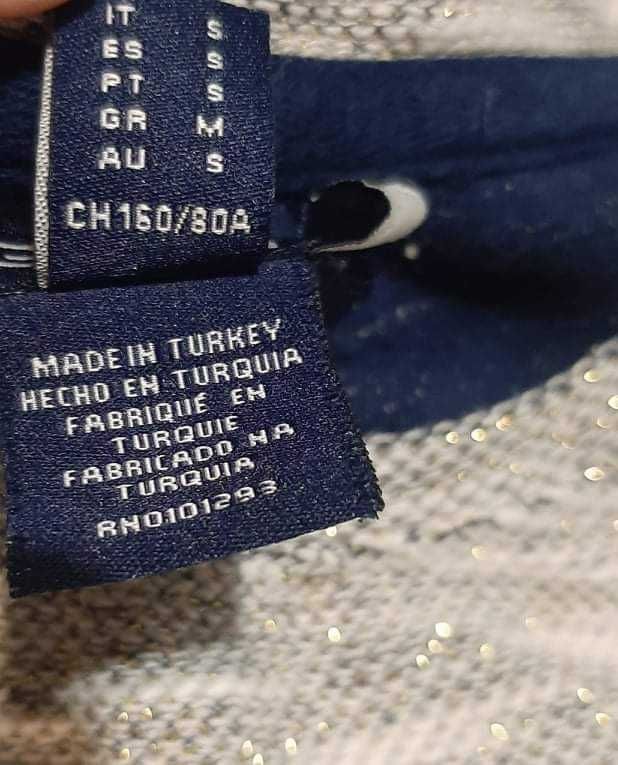 IT S
ES S
PT S
GR M
AU S
CH160/80A
MADE IN TURKEY
HECHO EN TURQUIA
FABRIQUÉ EN
TURQUIE
FABRICADO NA
TURQUIA
RN0101293